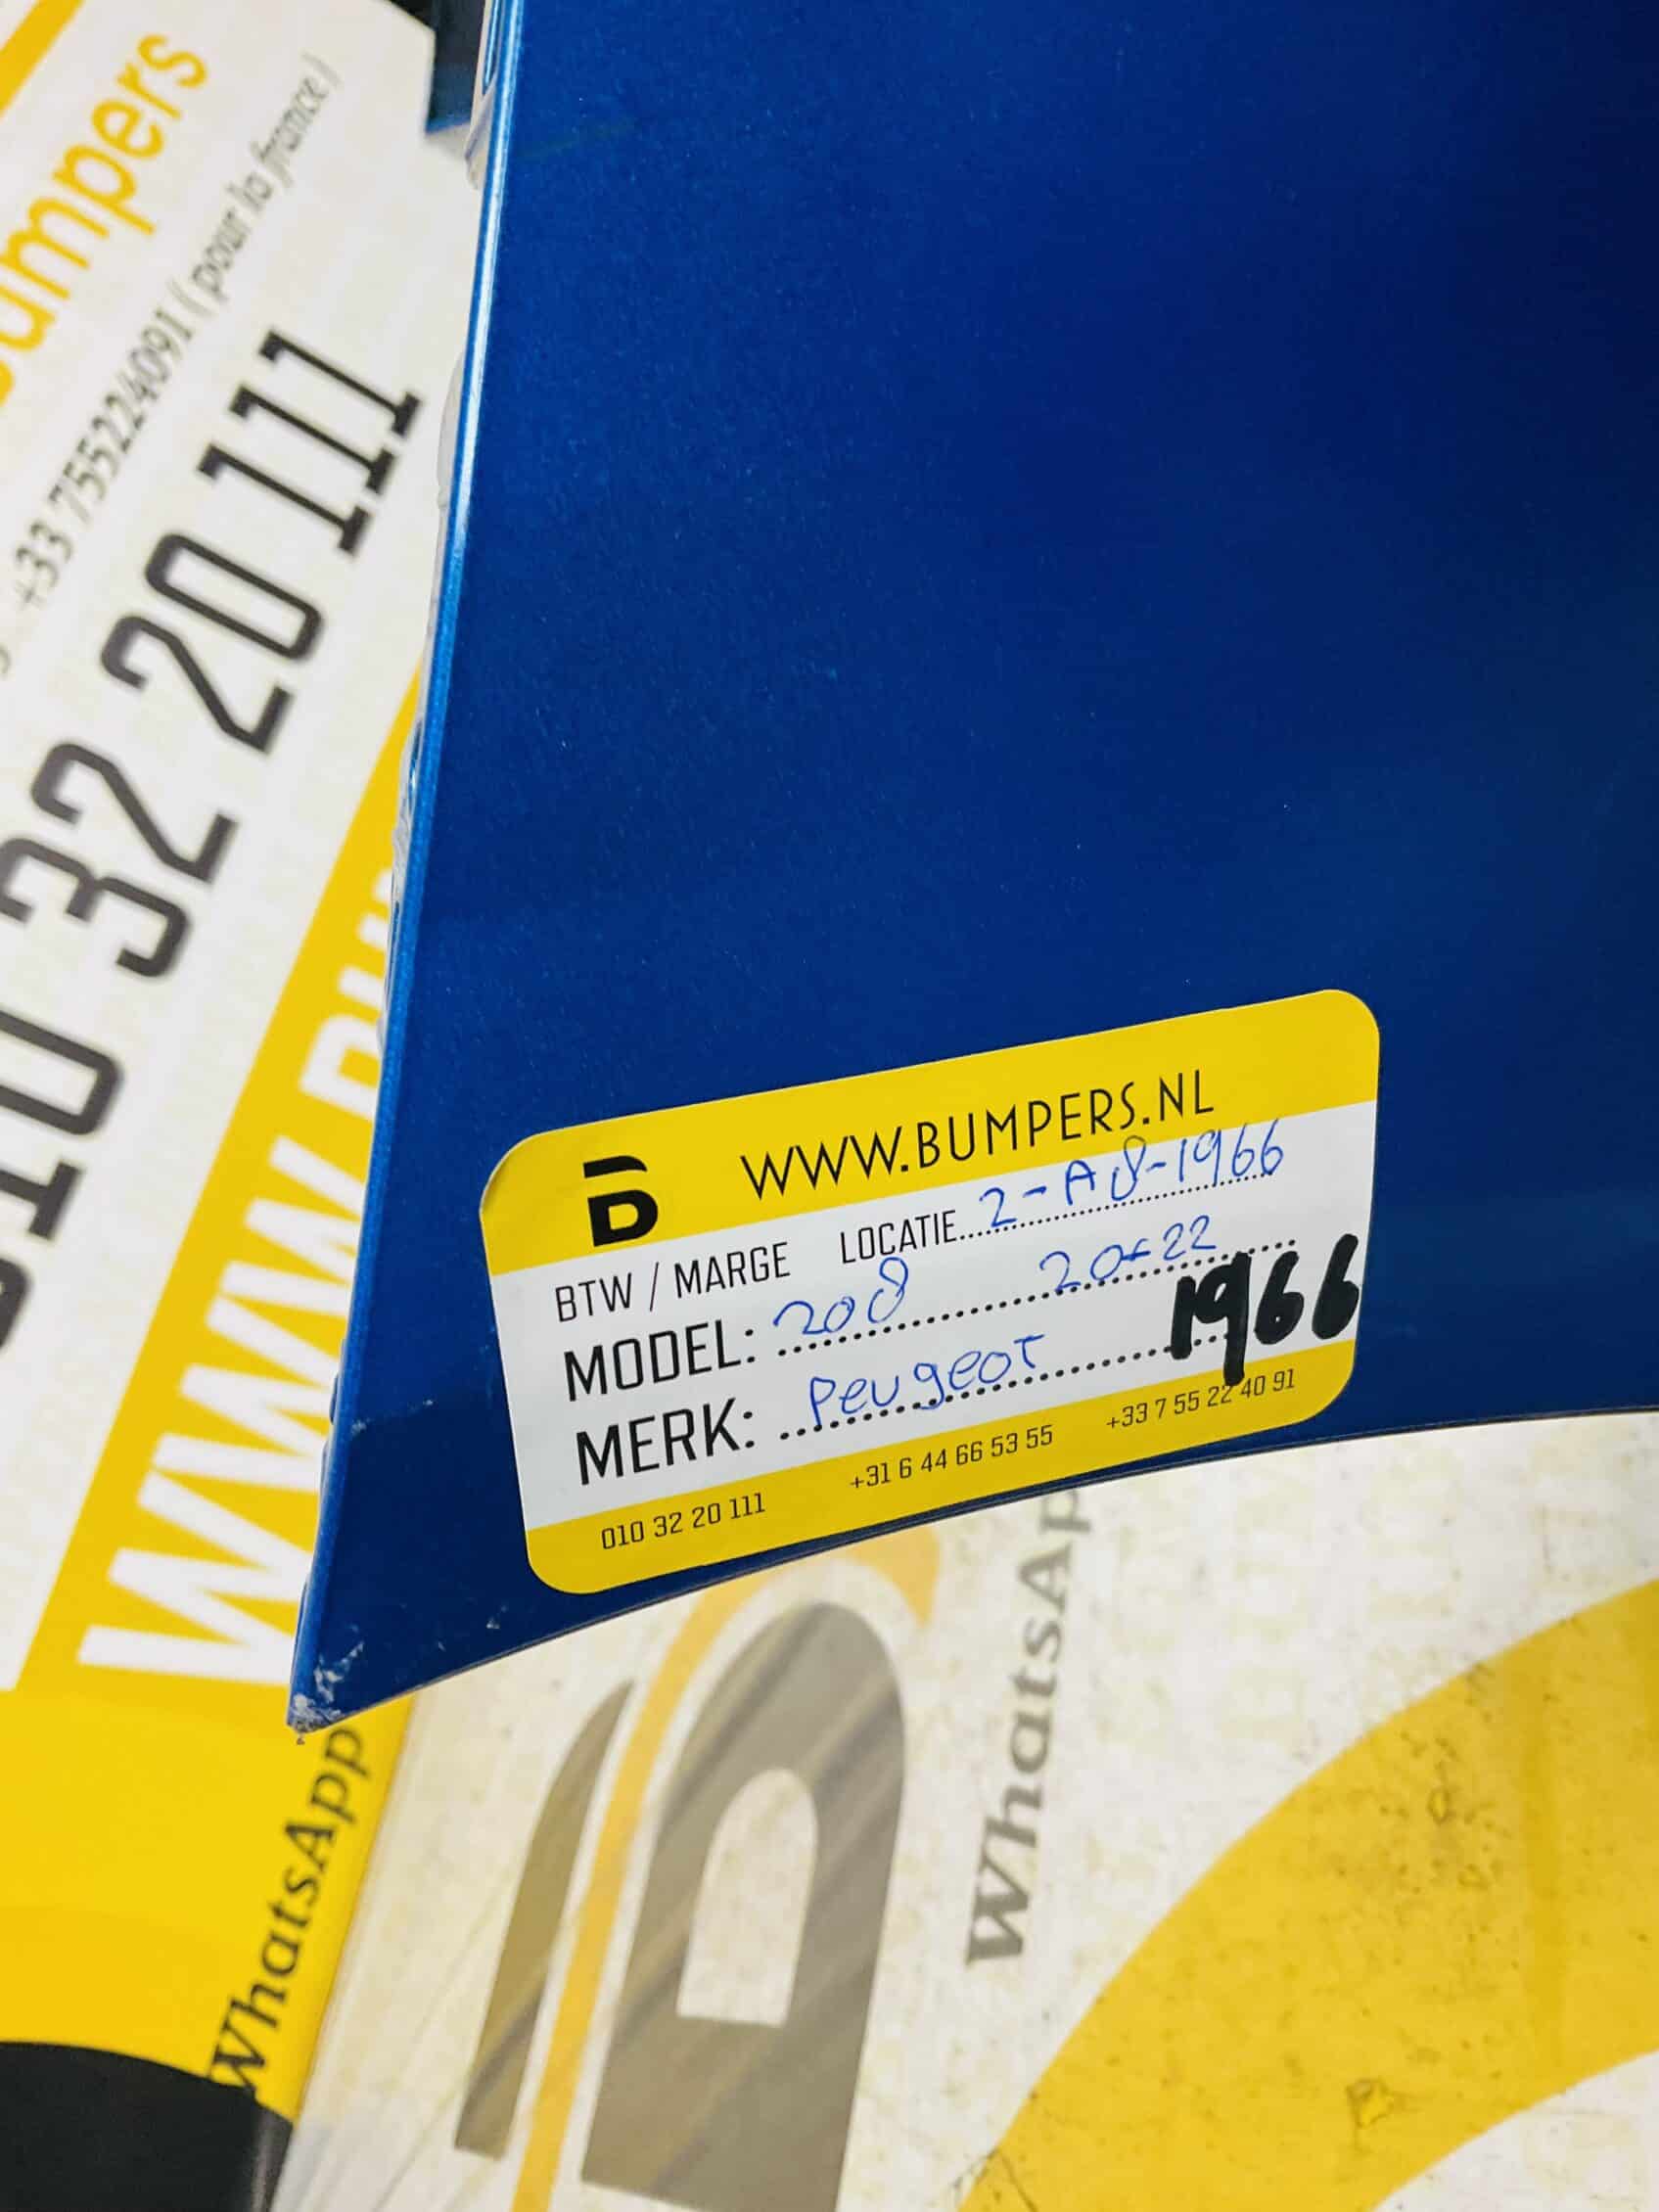 umpers
+33 755224091 ( pour la france )
010 32 20 111
WWW.BU
WhatsApp
WWW.BUMPERS.NL
BTW / MARGE LOCATIE 2-A8-1966
MODEL: 208
MERK: Peugeot 1966
010 32 20 111 +31 6 44 66 53 55 +33 7 55 22 40 91
WhatsApp